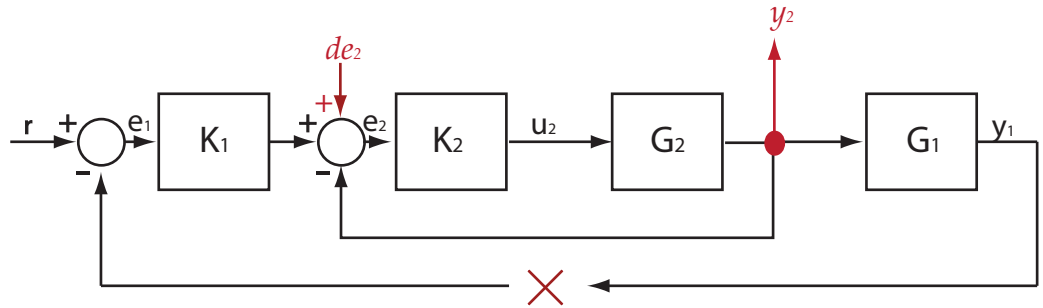 y₂
de₂
+
r
+
-
e₁
K₁
+
-
e₂
K₂
u₂
G₂
G₁
y₁